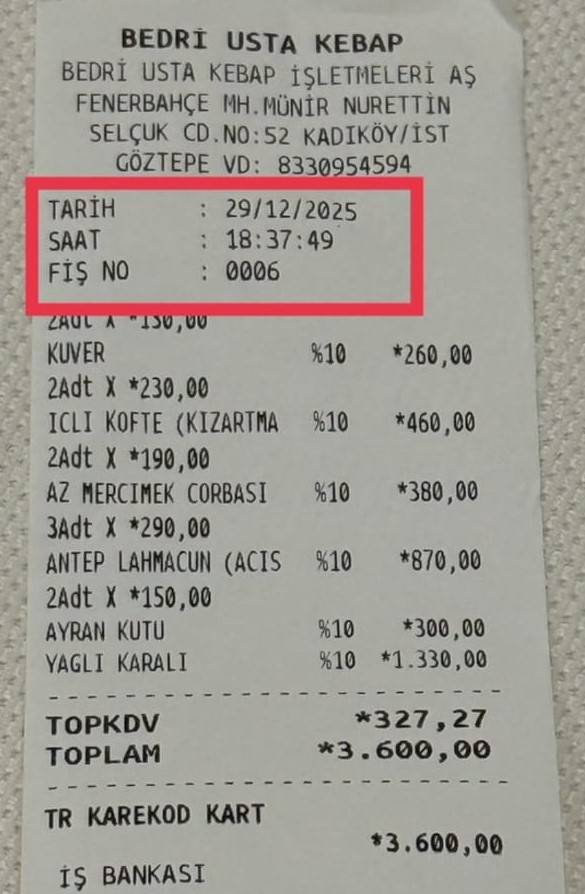 BEDRİ USTA KEBAP
BEDRİ USTA KEBAP İŞLETMELERİ AŞ
FENERBAHÇE MH.MÜNİR NURETTİN
SELÇUK CD.NO:52 KADIKÖY/İST
GÖZTEPE VD: 8330954594
TARİH : 29/12/2025
SAAT : 18:37:49
FİŞ NO : 0006
2Adt X *130,00
KUVER %10 *260,00
2Adt X *230,00
ICLI KOFTE (KIZARTMA %10 *460,00
2Adt X *190,00
AZ MERCIMEK CORBASI %10 *380,00
3Adt X *290,00
ANTEP LAHMACUN (ACIS %10 *870,00
2Adt X *150,00
AYRAN KUTU %10 *300,00
YAGLI KARALI %10 *1.330,00
TOPKDV *327,27
TOPLAM *3.600,00
TR KAREKOD KART
*3.600,00
İŞ BANKASI